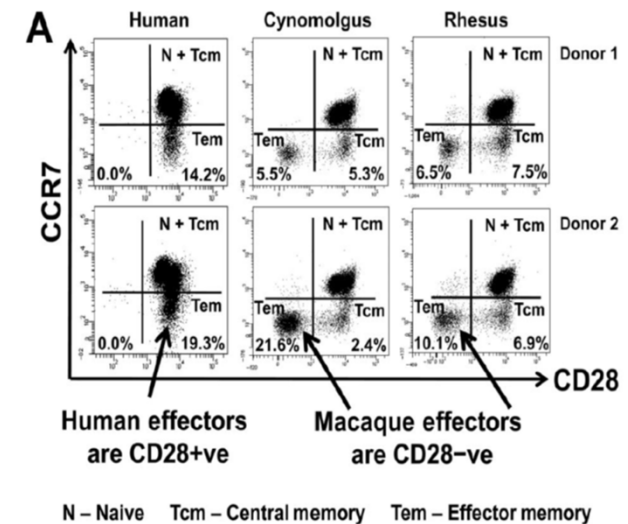 A
Human Cynomolgus Rhesus
N + Tcm N + Tcm N + Tcm Donor 1
Tem Tem Tcm Tem Tcm
0.0% 14.2% 5.5% 5.3% 6.5% 7.5%
CCR7
N + Tcm N + Tcm N + Tcm Donor 2
Tem Tem Tcm Tem Tcm
0.0% 19.3% 21.6% 2.4% 10.1% 6.9%
CD28
Human effectors
are CD28+ve
Macaque effectors
are CD28−ve
N – Naive Tcm – Central memory Tem – Effector memory